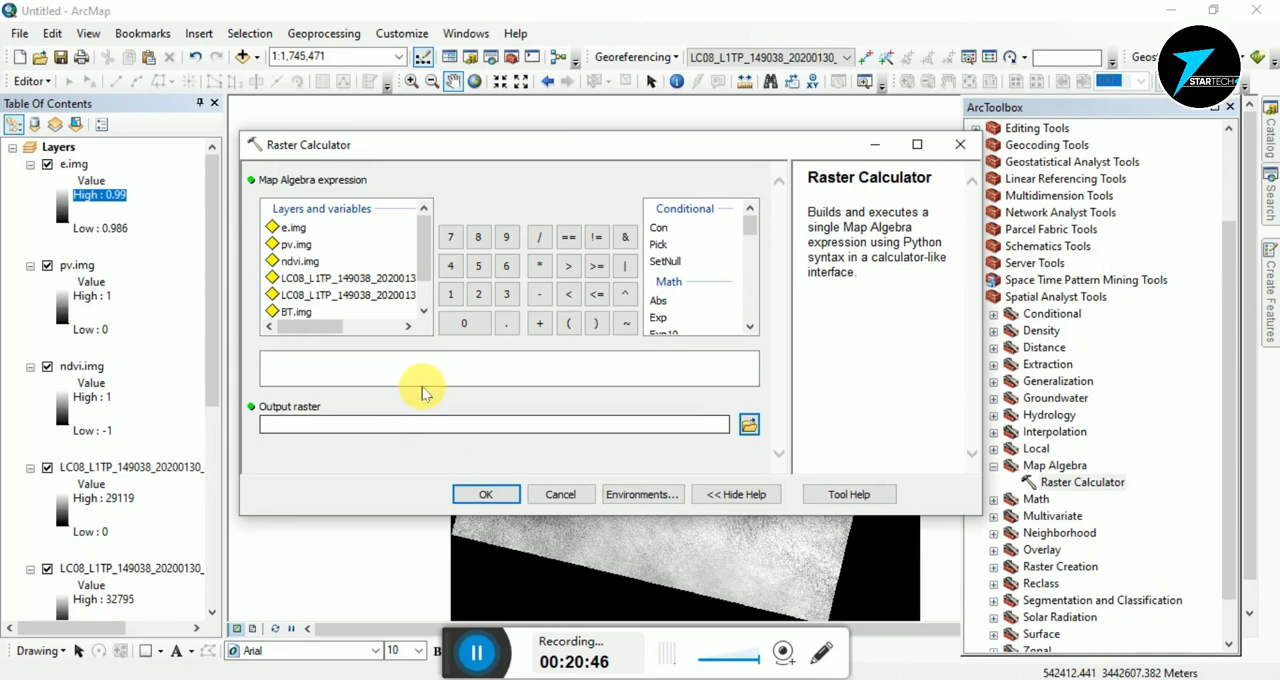 Untitled - ArcMap
File Edit View Bookmarks Insert Selection Geoprocessing Customize Windows Help
1:1,745,471 Georeferencing LC08_L1TP_149038_20200130_
STARTECH
Editor
Table Of Contents
Layers
e.img
Value
High : 0.99
Low : 0.986
pv.img
Value
High : 1
Low : 0
ndvi.img
Value
High : 1
Low : -1
LC08_L1TP_149038_20200130_
Value
High : 29119
Low : 0
LC08_L1TP_149038_20200130_
Value
High : 32795
Raster Calculator
Map Algebra expression
Layers and variables
e.img
pv.img
ndvi.img
LC08_L1TP_149038_2020013
LC08_L1TP_149038_2020013
BT.img
7 8 9 / == != &
4 5 6 * > >= |
1 2 3 - < <= ^
0 . + ( ) ~
Conditional
Con
Pick
SetNull
Math
Abs
Exp
Exp10
Output raster
OK Cancel Environments... << Hide Help Tool Help
Raster Calculator
Builds and executes a
single Map Algebra
expression using Python
syntax in a calculator-like
interface.
ArcToolbox
Editing Tools
Geocoding Tools
Geostatistical Analyst Tools
Linear Referencing Tools
Multidimension Tools
Network Analyst Tools
Parcel Fabric Tools
Schematics Tools
Server Tools
Space Time Pattern Mining Tools
Spatial Analyst Tools
Conditional
Density
Distance
Extraction
Generalization
Groundwater
Hydrology
Interpolation
Local
Map Algebra
Raster Calculator
Math
Multivariate
Neighborhood
Overlay
Raster Creation
Reclass
Segmentation and Classification
Solar Radiation
Surface
Zonal
Catalog
Search
Create Features
Drawing Arial 10 B
Recording...
00:20:46
542412.441 3442607.382 Meters